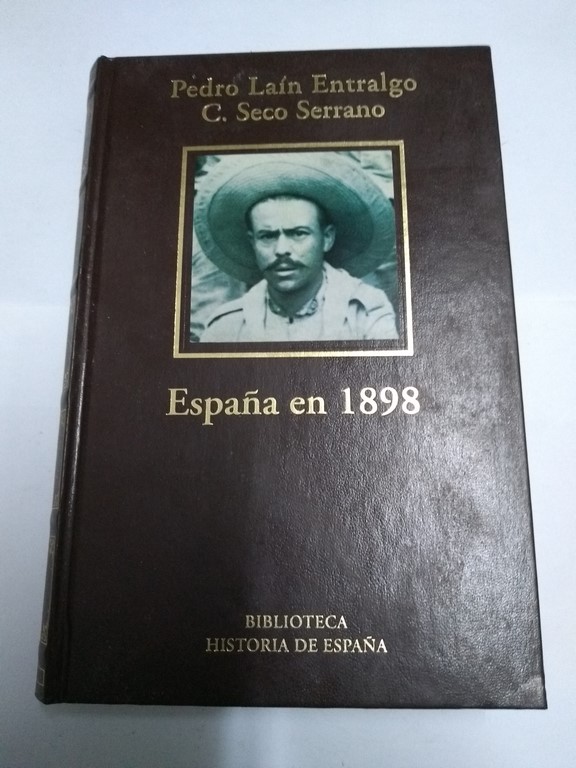 Pedro Laín Entralgo
C. Seco Serrano
España en 1898
BIBLIOTECA
HISTORIA DE ESPAÑA